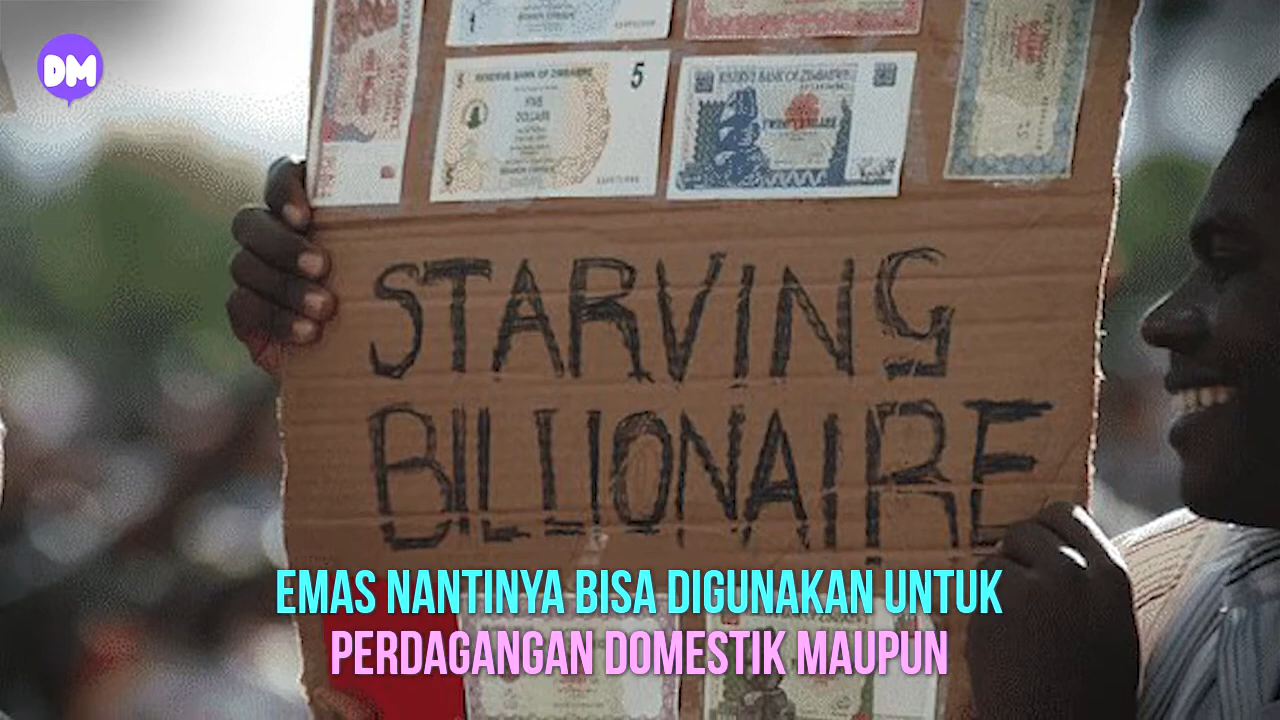 DM
RESERVE BANK OF ZIMBABWE
5
FIVE
DOLLARS
STARVING
BILLIONAIRE
EMAS NANTINYA BISA DIGUNAKAN UNTUK
PERDAGANGAN DOMESTIK MAUPUN